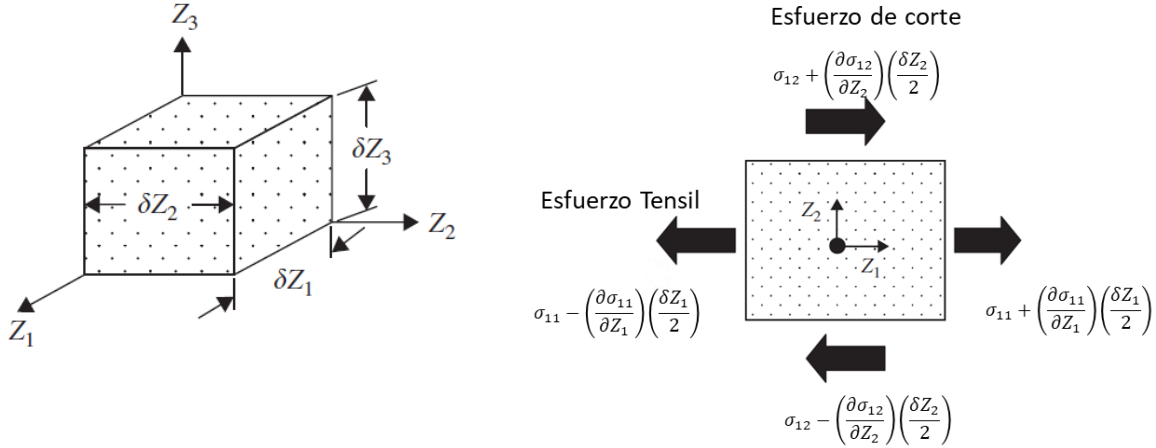 Z₃
δZ₃
δZ₂
Z₂
δZ₁
Z₁
Esfuerzo de corte
σ₁₂ + (∂σ₁₂/∂Z₂)(δZ₂/2)
Esfuerzo Tensil
Z₂
Z₁
σ₁₁ − (∂σ₁₁/∂Z₁)(δZ₁/2)
σ₁₁ + (∂σ₁₁/∂Z₁)(δZ₁/2)
σ₁₂ − (∂σ₁₂/∂Z₂)(δZ₂/2)